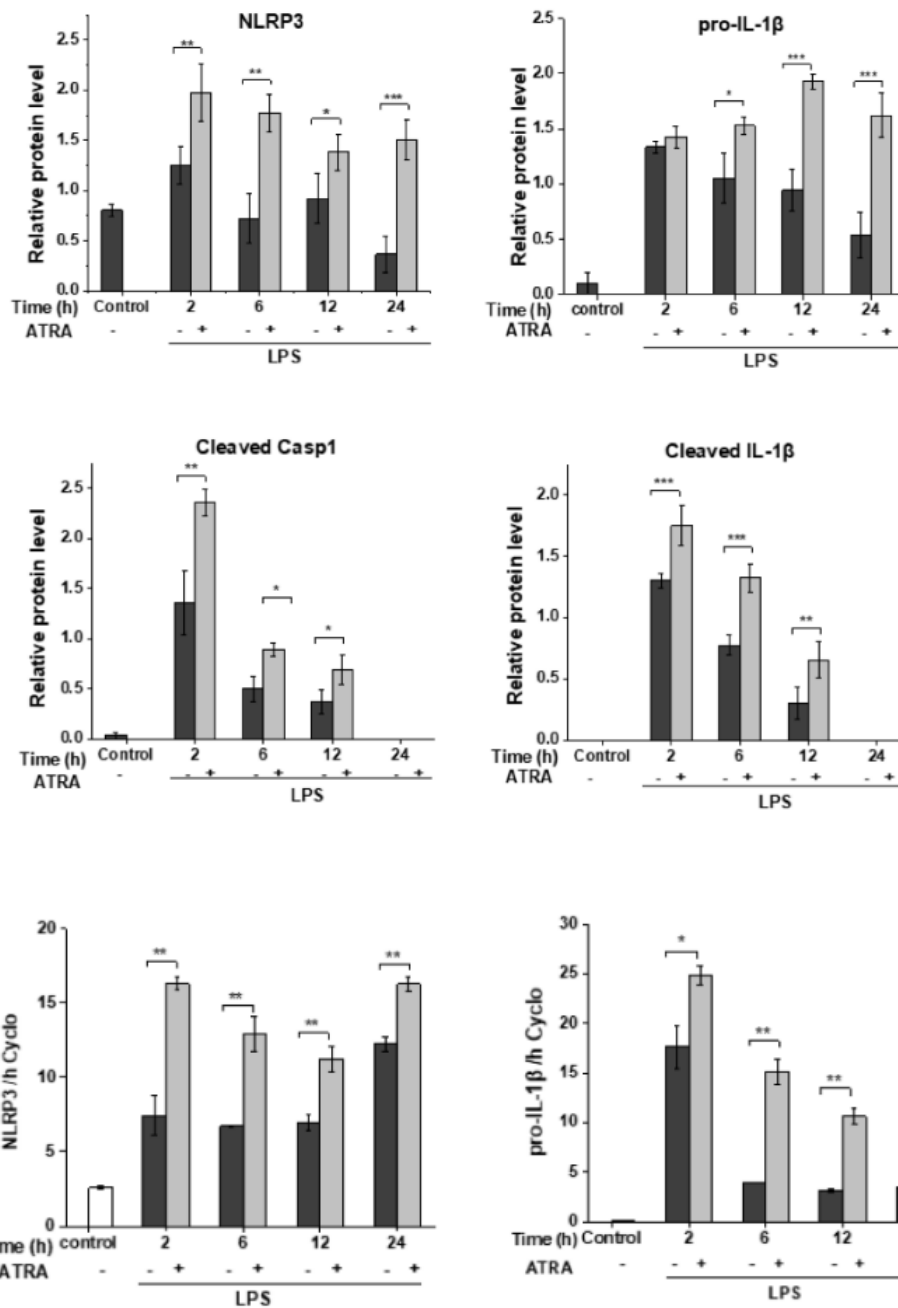 NLRP3
Relative protein level
2.5
2.0
1.5
1.0
0.5
0.0
** ** * ***
Time (h) Control 2 6 12 24
ATRA - - + - + - + - +
LPS
pro-IL-1β
Relative protein level
2.5
2.0
1.5
1.0
0.5
0.0
* *** ***
Time (h) control 2 6 12 24
ATRA - - + - + - + - +
LPS
Cleaved Casp1
Relative protein level
2.5
2.0
1.5
1.0
0.5
0.0
** * *
Time (h) Control 2 6 12 24
ATRA - - + - + - + - +
LPS
Cleaved IL-1β
Relative protein level
2.0
1.5
1.0
0.5
0.0
*** *** **
Time (h) Control 2 6 12 24
ATRA - - + - + - + - +
LPS
NLRP3 /h Cyclo
20
15
10
5
0
** ** ** **
me (h) control 2 6 12 24
ATRA - - + - + - + - +
LPS
pro-IL-1β /h Cyclo
30
25
20
15
10
5
0
* ** **
Time (h) Control 2 6 12
ATRA - - + - + - +
LPS